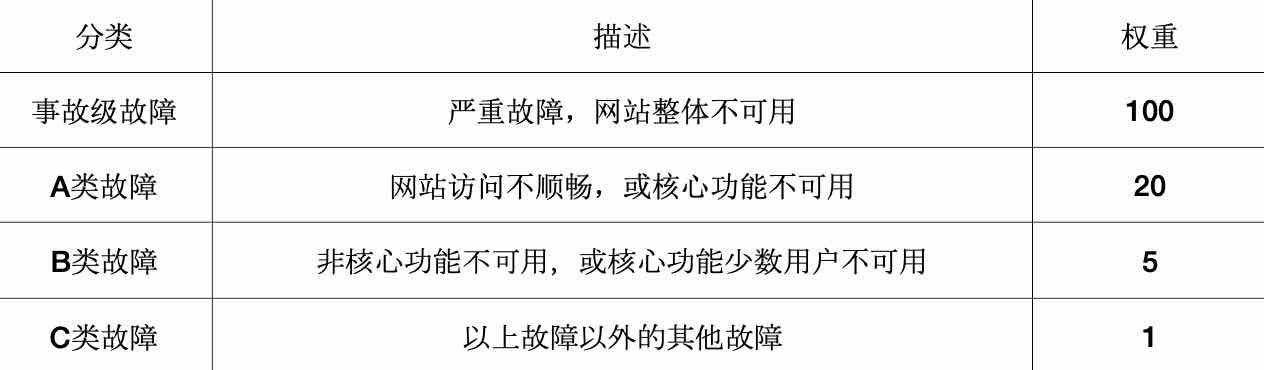 分类 描述 权重
事故级故障 严重故障，网站整体不可用 100
A类故障 网站访问不顺畅，或核心功能不可用 20
B类故障 非核心功能不可用，或核心功能少数用户不可用 5
C类故障 以上故障以外的其他故障 1